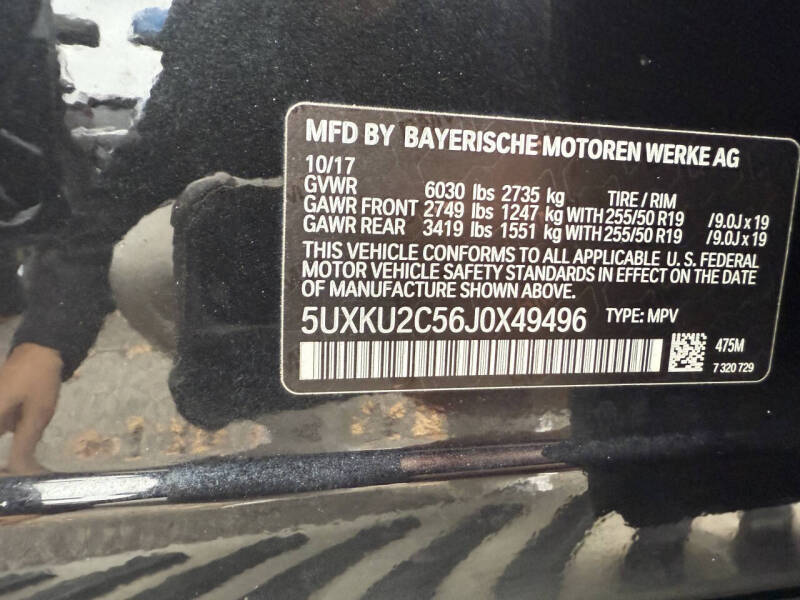 MFD BY BAYERISCHE MOTOREN WERKE AG
10/17
GVWR 6030 lbs 2735 kg TIRE / RIM
GAWR FRONT 2749 lbs 1247 kg WITH 255/50 R19 /9.0J x 19
GAWR REAR 3419 lbs 1551 kg WITH 255/50 R19 /9.0J x 19
THIS VEHICLE CONFORMS TO ALL APPLICABLE U.S. FEDERAL
MOTOR VEHICLE SAFETY STANDARDS IN EFFECT ON THE DATE
OF MANUFACTURE SHOWN ABOVE.
5UXKU2C56J0X49496 TYPE: MPV
475M
7 320 729